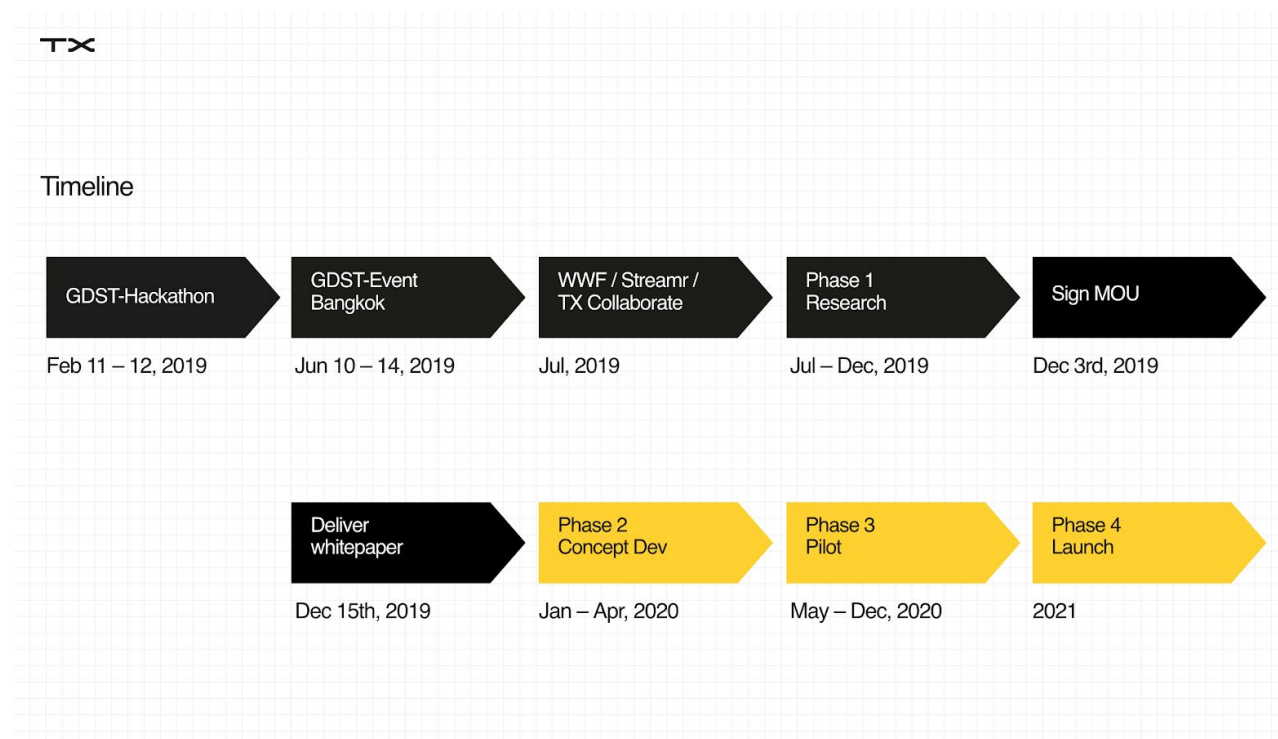 TX
Timeline
GDST-Hackathon
Feb 11 – 12, 2019
GDST-Event
Bangkok
Jun 10 – 14, 2019
WWF / Streamr /
TX Collaborate
Jul, 2019
Phase 1
Research
Jul – Dec, 2019
Sign MOU
Dec 3rd, 2019
Deliver
whitepaper
Dec 15th, 2019
Phase 2
Concept Dev
Jan – Apr, 2020
Phase 3
Pilot
May – Dec, 2020
Phase 4
Launch
2021